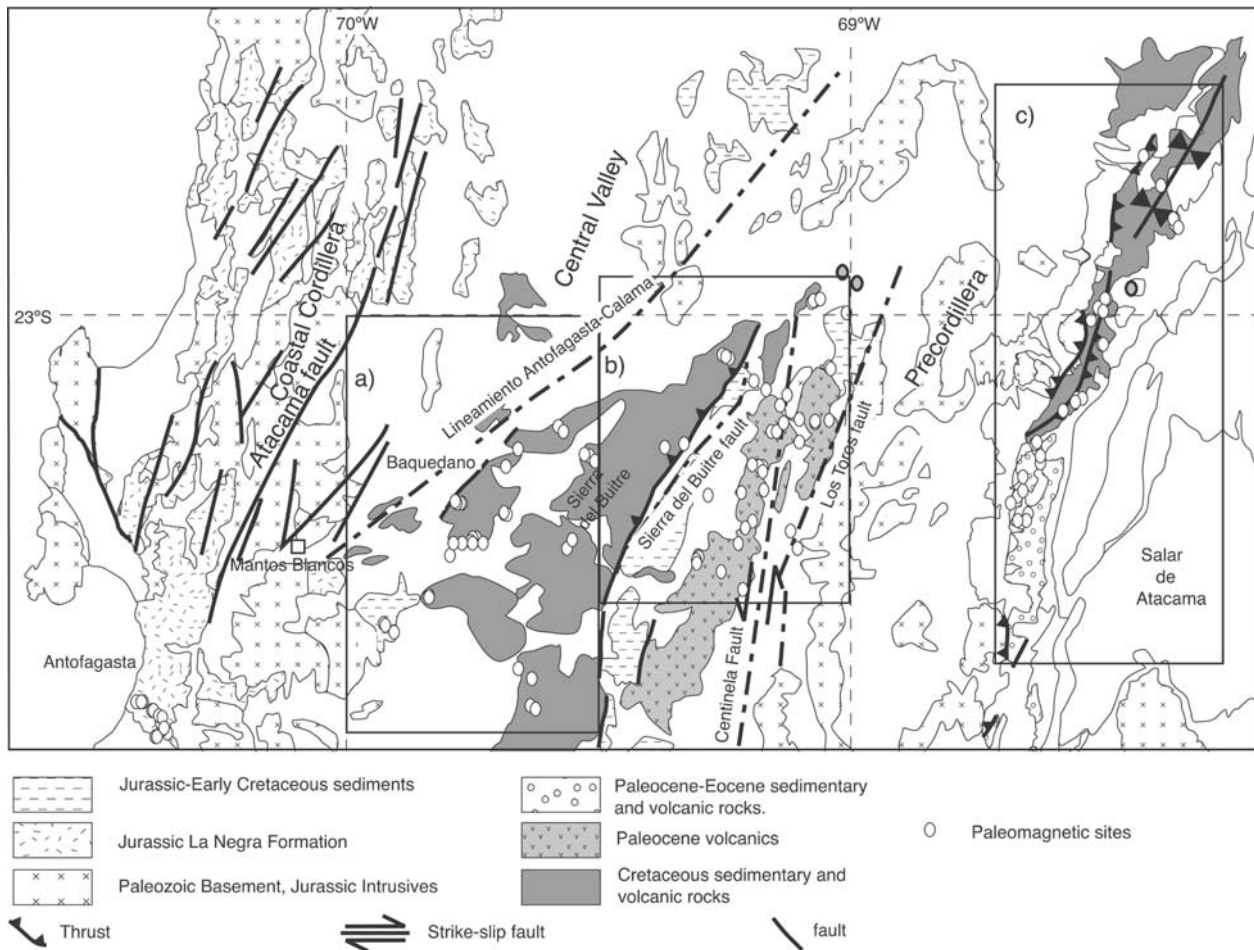 70ºW
69ºW
c)
Central Valley
Coastal Cordillera
Atacama fault
Lineamiento Antofagasta-Calama
Precordillera
23ºS
a)
b)
Baquedano
Sierra
del Buitre
Sierra del Buitre fault
Los Toros fault
Mantos Blancos
Salar
de
Atacama
Antofagasta
Centinela Fault
Jurassic-Early Cretaceous sediments
Jurassic La Negra Formation
Paleozoic Basement, Jurassic Intrusives
Paleocene-Eocene sedimentary
and volcanic rocks.
Paleocene volcanics
Cretaceous sedimentary and
volcanic rocks
Paleomagnetic sites
Thrust
Strike-slip fault
fault